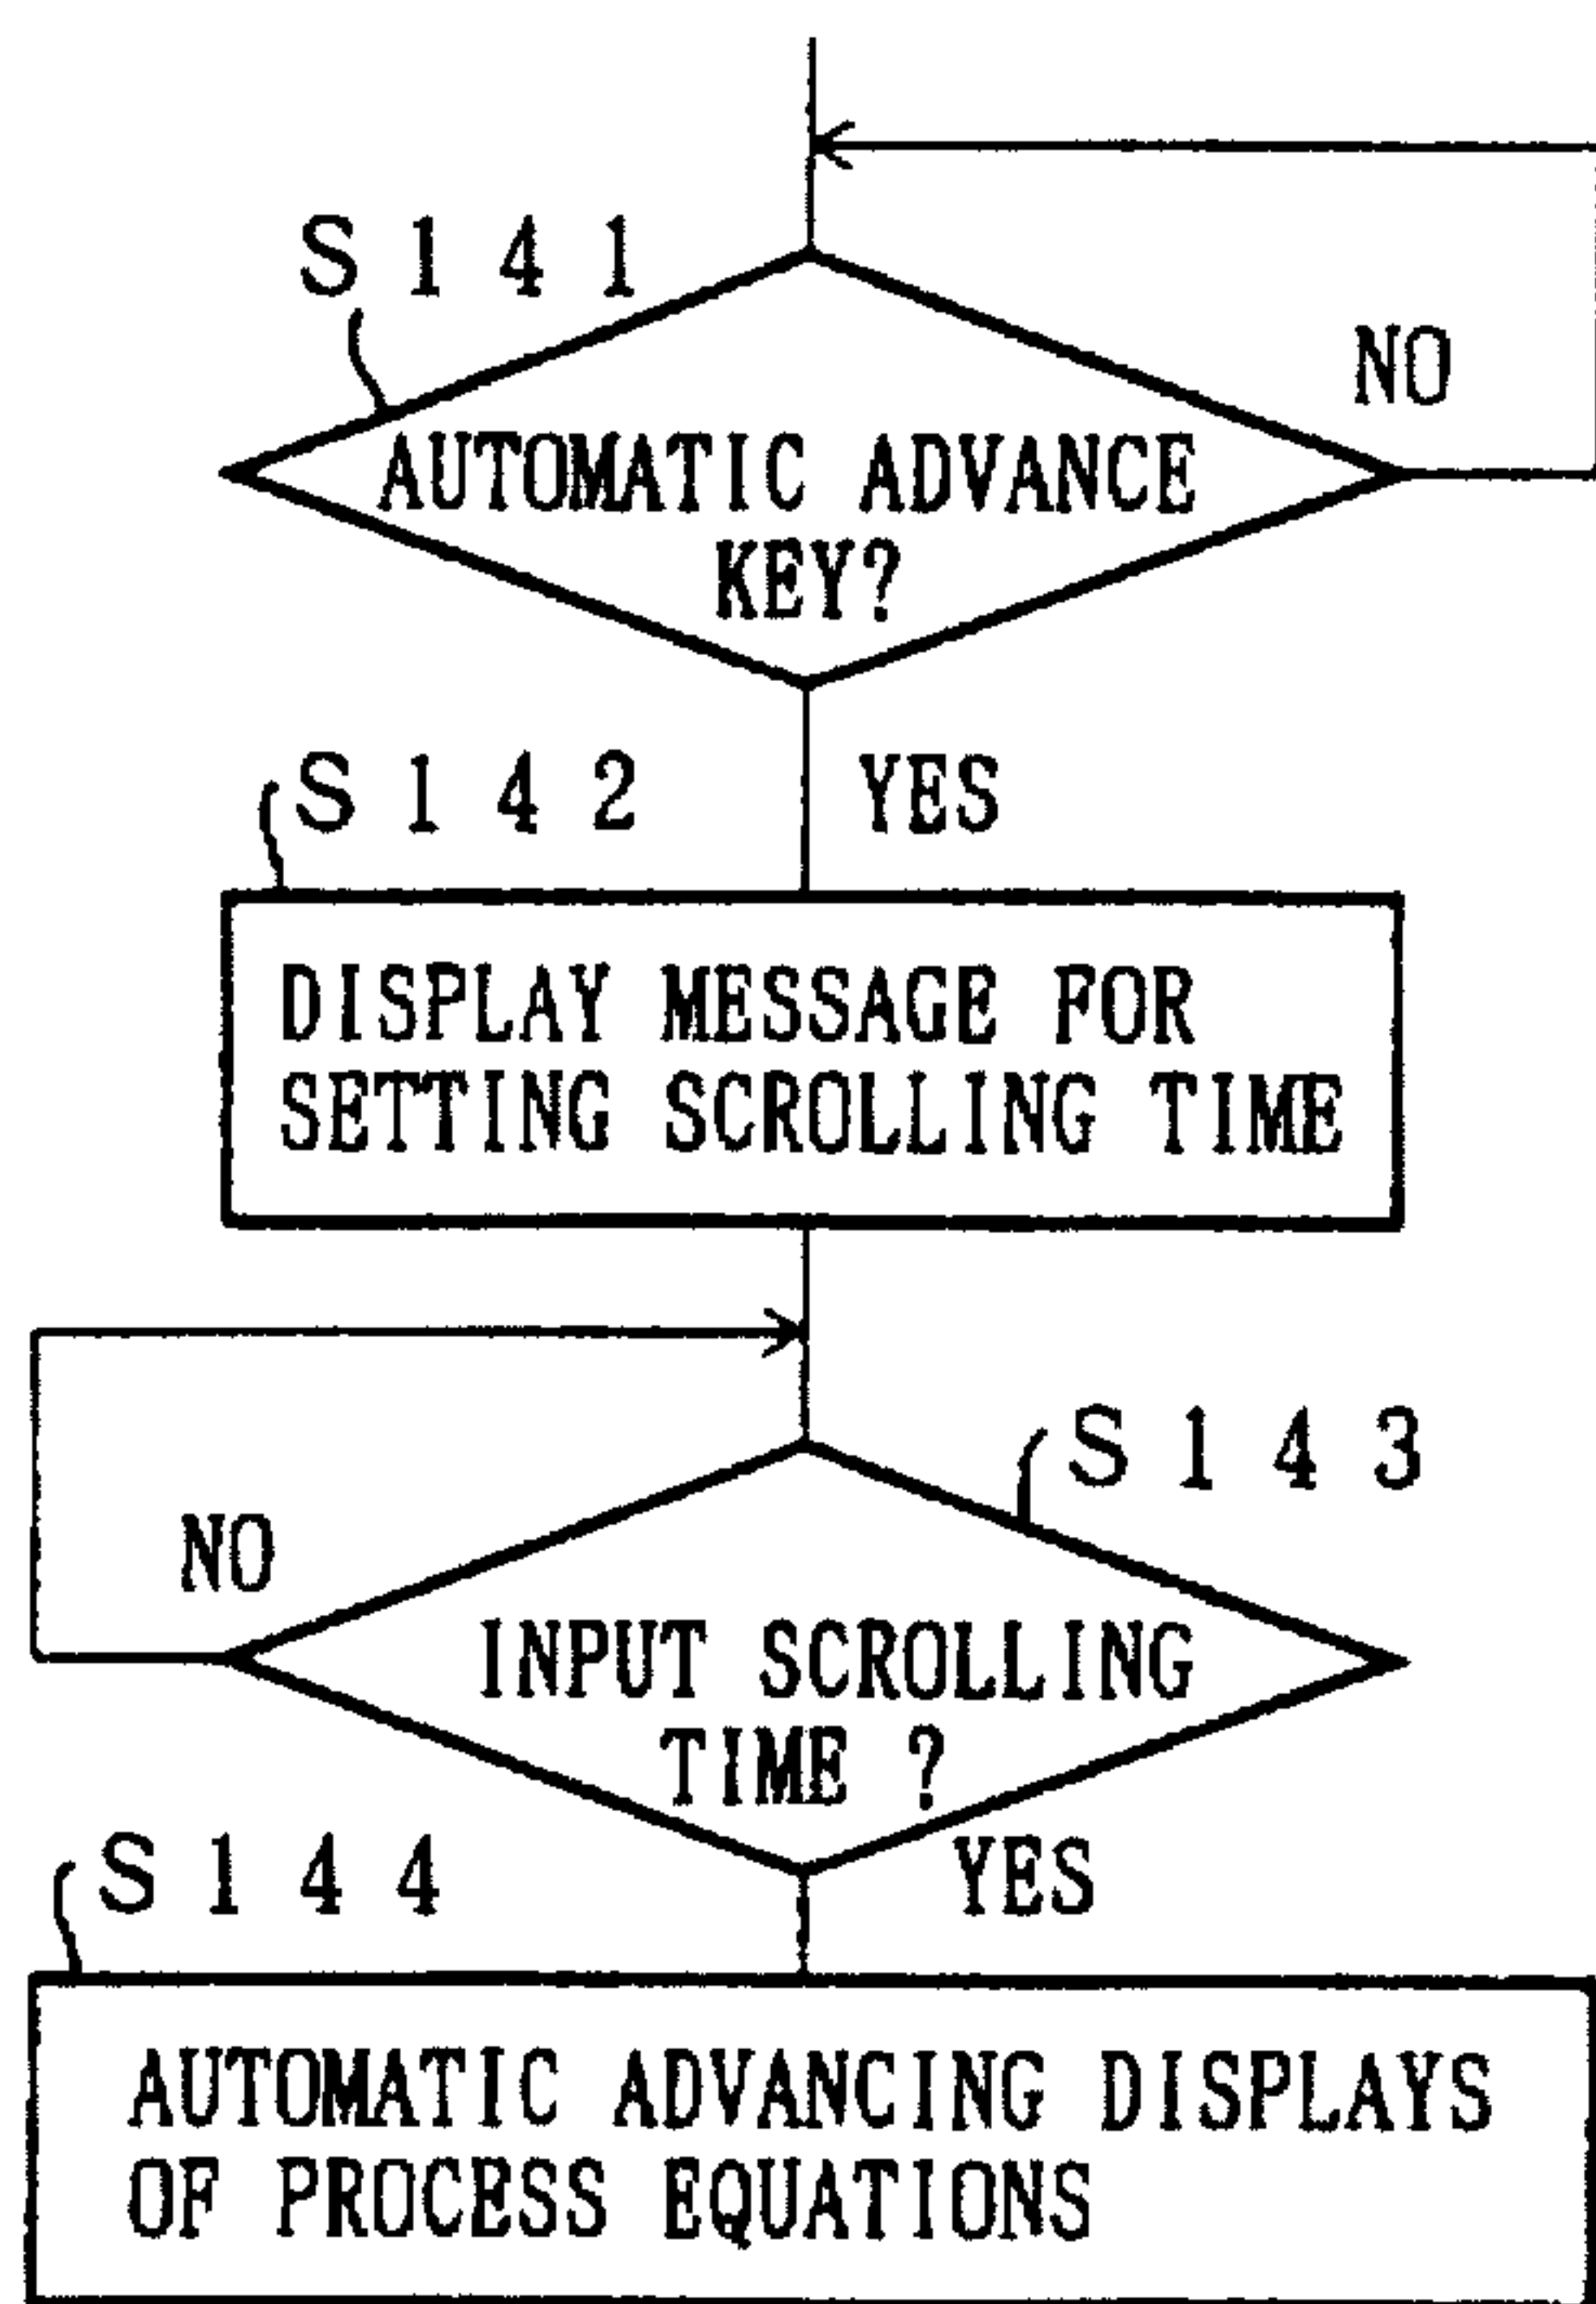 S141
NO
AUTOMATIC ADVANCE
KEY?
S142
YES
DISPLAY MESSAGE FOR
SETTING SCROLLING TIME
S143
NO
INPUT SCROLLING
TIME ?
S144
YES
AUTOMATIC ADVANCING DISPLAYS
OF PROCESS EQUATIONS